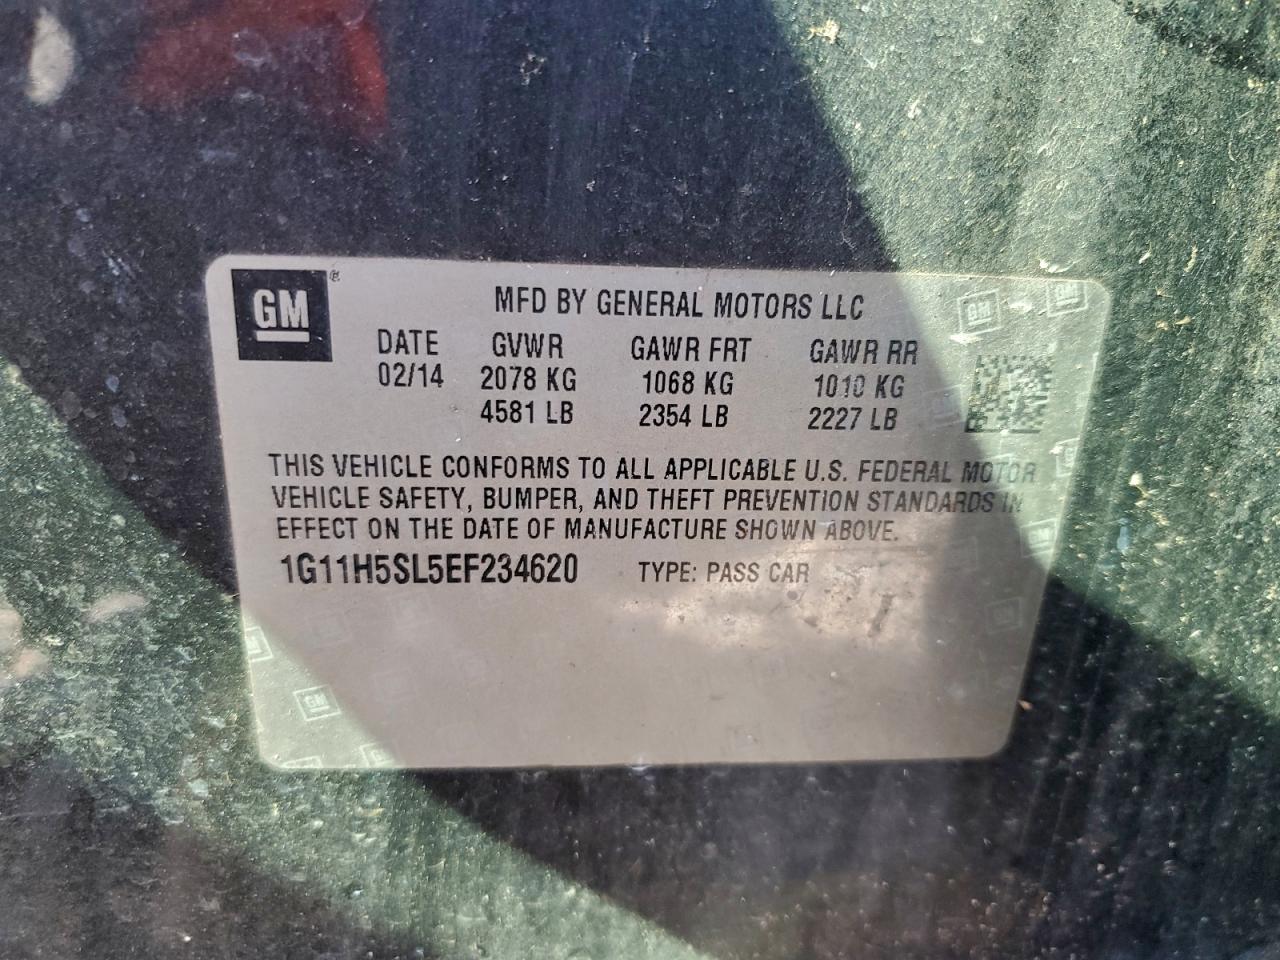 GM ®
MFD BY GENERAL MOTORS LLC
DATE GVWR GAWR FRT GAWR RR
02/14 2078 KG 1068 KG 1010 KG
4581 LB 2354 LB 2227 LB
THIS VEHICLE CONFORMS TO ALL APPLICABLE U.S. FEDERAL MOTOR
VEHICLE SAFETY, BUMPER, AND THEFT PREVENTION STANDARDS IN
EFFECT ON THE DATE OF MANUFACTURE SHOWN ABOVE.
1G11H5SL5EF234620 TYPE: PASS CAR